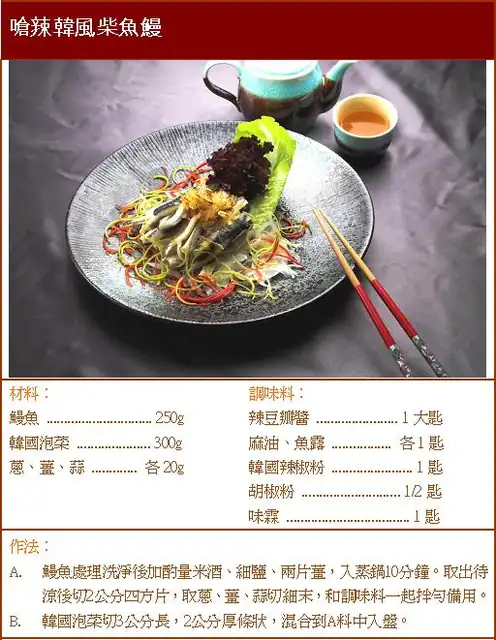 嗆辣韓風柴魚鰻
材料：
鰻魚 .............................. 250g
韓國泡菜 ..................... 300g
蔥、薑、蒜 ............. 各 20g
調味料：
辣豆瓣醬 ....................... 1 大匙
麻油、魚露 ................. 各 1 匙
韓國辣椒粉 ....................... 1 匙
胡椒粉 ............................ 1/2 匙
味霖 ................................... 1 匙
作法：
A. 鰻魚處理洗淨後加酌量米酒、細鹽、兩片薑，入蒸鍋10分鐘。取出待
涼後切2公分四方片，取蔥、薑、蒜切細末，和調味料一起拌勻備用。
B. 韓國泡菜切3公分長，2公分厚條狀，混合到A料中入盤。